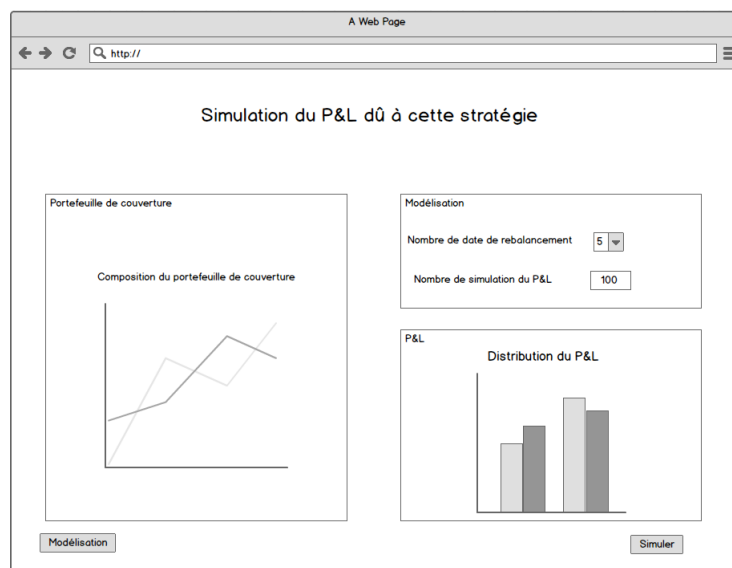 A Web Page
http://
Simulation du P&L dû à cette stratégie
Portefeuille de couverture
Composition du portefeuille de couverture
Modélisation
Nombre de date de rebalancement 5
Nombre de simulation du P&L 100
P&L
Distribution du P&L
Modélisation
Simuler